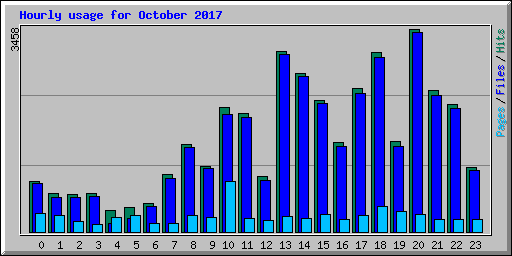 Hourly usage for October 2017
3458
Pages / Files / Hits
0 1 2 3 4 5 6 7 8 9 10 11 12 13 14 15 16 17 18 19 20 21 22 23